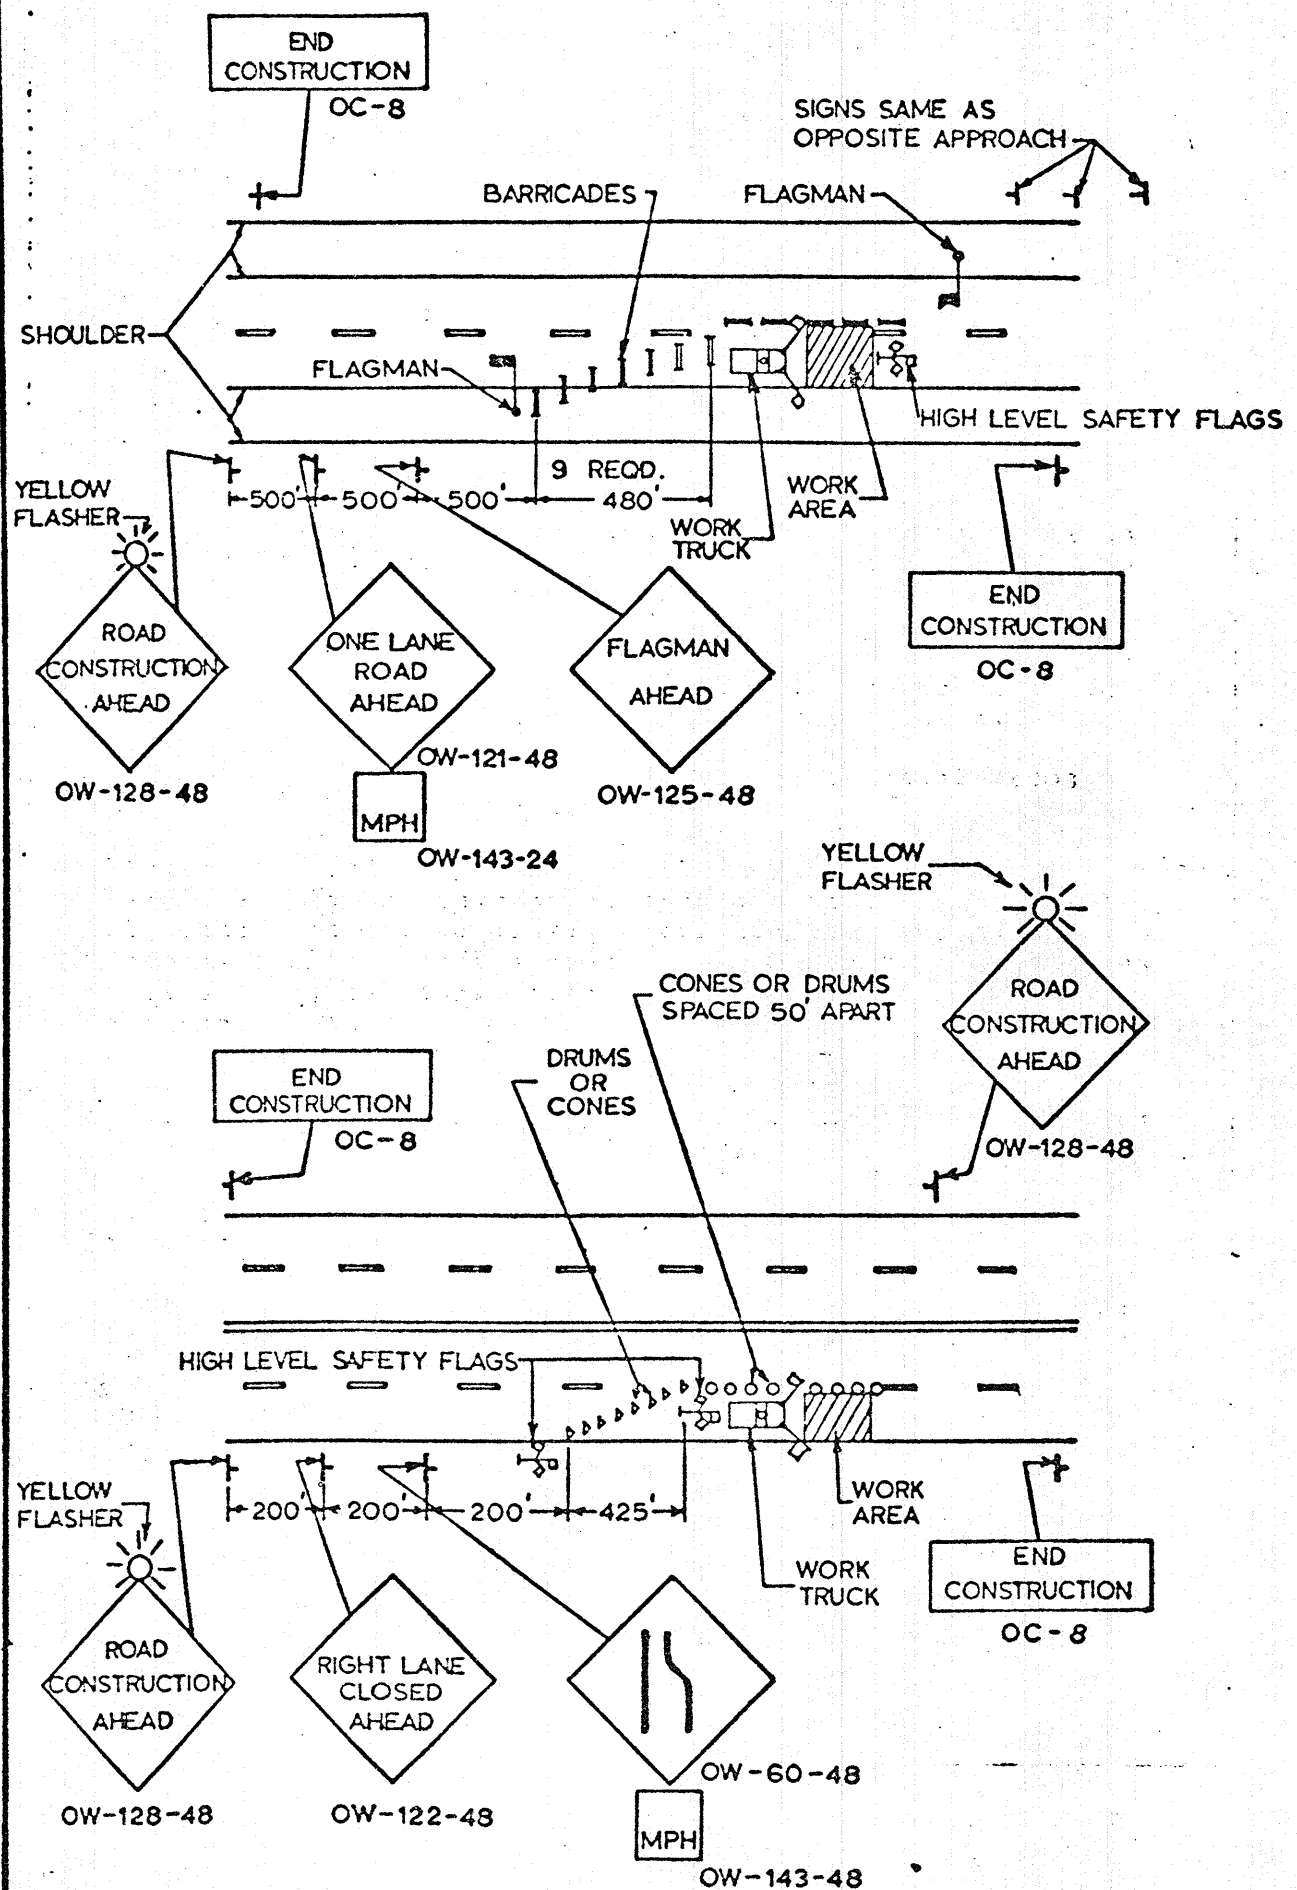 END
CONSTRUCTION
OC-8
SIGNS SAME AS
OPPOSITE APPROACH
BARRICADES
FLAGMAN
SHOULDER
FLAGMAN
HIGH LEVEL SAFETY FLAGS
9 REQD.
500' 500' 500' 480'
WORK
AREA
WORK
TRUCK
YELLOW
FLASHER
ROAD
CONSTRUCTION
AHEAD
OW-128-48
ONE LANE
ROAD
AHEAD
OW-121-48
MPH
OW-143-24
FLAGMAN
AHEAD
OW-125-48
END
CONSTRUCTION
OC-8
YELLOW
FLASHER
ROAD
CONSTRUCTION
AHEAD
OW-128-48
CONES OR DRUMS
SPACED 50' APART
DRUMS
OR
CONES
END
CONSTRUCTION
OC-8
HIGH LEVEL SAFETY FLAGS
200' 200' 200' 425'
WORK
AREA
WORK
TRUCK
YELLOW
FLASHER
ROAD
CONSTRUCTION
AHEAD
OW-128-48
RIGHT LANE
CLOSED
AHEAD
OW-122-48
OW-60-48
MPH
OW-143-48
END
CONSTRUCTION
OC-8